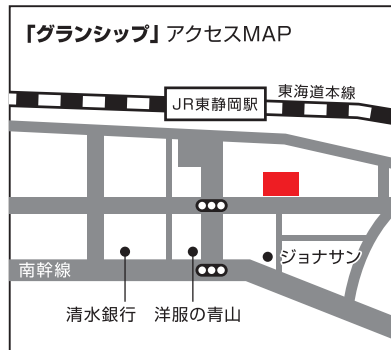 「グランシップ」アクセスMAP
東海道本線
JR東静岡駅
ジョナサン
南幹線
清水銀行 洋服の青山